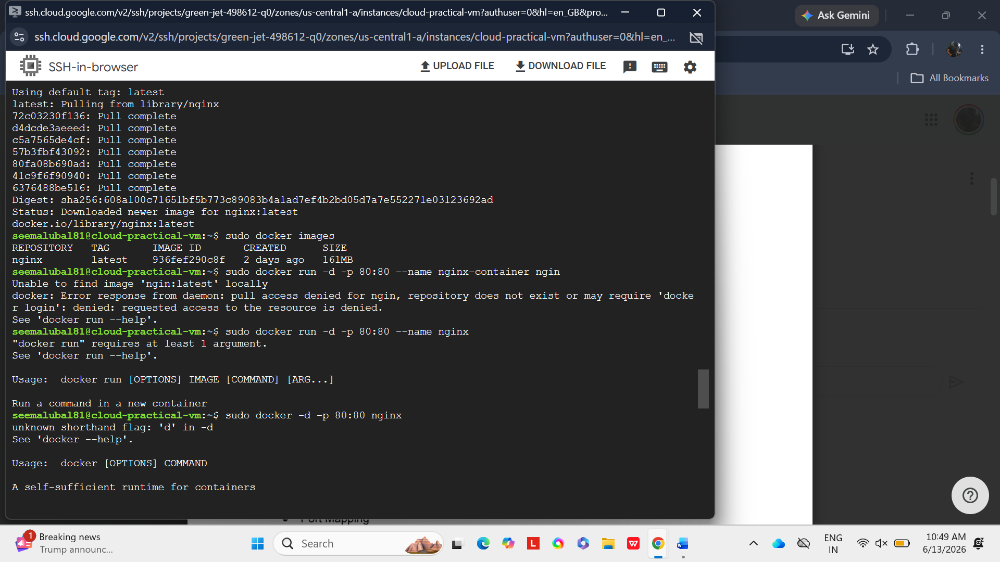 ssh.cloud.google.com/v2/ssh/projects/green-jet-498612-q0/zones/us-central1-a/instances/cloud-practical-vm?authuser=0&hl=en_GB&pro...
Ask Gemini
ssh.cloud.google.com/v2/ssh/projects/green-jet-498612-q0/zones/us-central1-a/instances/cloud-practical-vm?authuser=0&hl=en_...
SSH-in-browser
UPLOAD FILE
DOWNLOAD FILE
All Bookmarks
Using default tag: latest
latest: Pulling from library/nginx
72c03230f136: Pull complete
d4dcde3aeeed: Pull complete
c5a7565de4cf: Pull complete
57b3fbf43092: Pull complete
80fa08b690ad: Pull complete
41c9f6f90940: Pull complete
6376488be516: Pull complete
Digest: sha256:608a100c71651bf5b773c89083b4a1ad7ef4b2bd05d7a7e552271e03123692ad
Status: Downloaded newer image for nginx:latest
docker.io/library/nginx:latest
seemalubal81@cloud-practical-vm:~$ sudo docker images
REPOSITORY   TAG       IMAGE ID       CREATED      SIZE
nginx        latest    936fef290c8f   2 days ago   161MB
seemalubal81@cloud-practical-vm:~$ sudo docker run -d -p 80:80 --name nginx-container ngin
Unable to find image 'ngin:latest' locally
docker: Error response from daemon: pull access denied for ngin, repository does not exist or may require 'docke
r login': denied: requested access to the resource is denied.
See 'docker run --help'.
seemalubal81@cloud-practical-vm:~$ sudo docker run -d -p 80:80 --name nginx
"docker run" requires at least 1 argument.
See 'docker run --help'.
Usage:  docker run [OPTIONS] IMAGE [COMMAND] [ARG...]
Run a command in a new container
seemalubal81@cloud-practical-vm:~$ sudo docker -d -p 80:80 nginx
unknown shorthand flag: 'd' in -d
See 'docker --help'.
Usage:  docker [OPTIONS] COMMAND
A self-sufficient runtime for containers
Port Mapping
1
Breaking news
Trump announc...
Search
L
W
ENG
IN
10:49 AM
6/13/2026